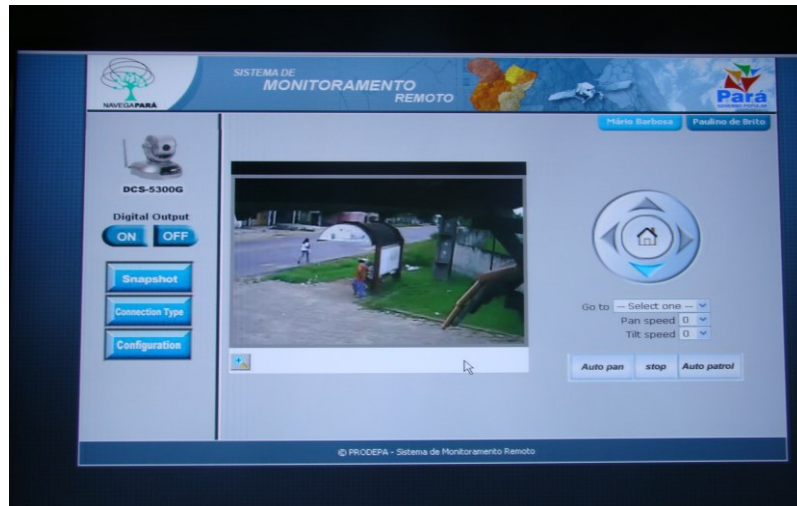 NAVEGAPARÁ
SISTEMA DE
MONITORAMENTO
REMOTO
Pará
GOVERNO POPULAR
Mário Barbosa
Paulino de Brito
DCS-5300G
Digital Output
ON OFF
Snapshot
Connection Type
Configuration
Go to -- Select one --
Pan speed 0
Tilt speed 0
Auto pan stop Auto patrol
© PRODEPA - Sistema de Monitoramento Remoto